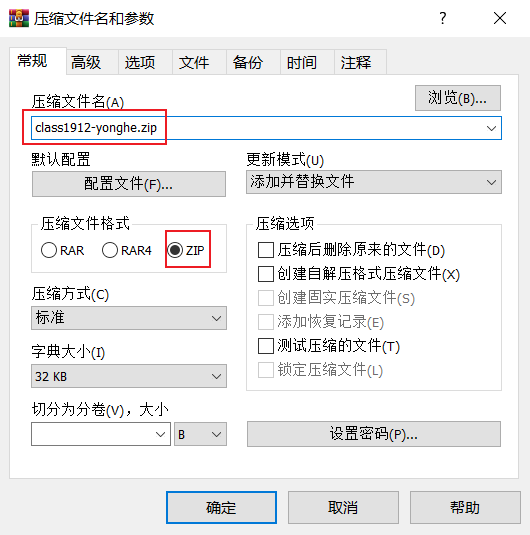 压缩文件名和参数
常规 高级 选项 文件 备份 时间 注释
压缩文件名(A)
浏览(B)...
class1912-yonghe.zip
默认配置
更新模式(U)
配置文件(F)...
添加并替换文件
压缩文件格式
压缩选项
RAR RAR4 ZIP
压缩后删除原来的文件(D)
创建自解压格式压缩文件(X)
创建固实压缩文件(S)
添加恢复记录(E)
测试压缩的文件(T)
锁定压缩文件(L)
压缩方式(C)
标准
字典大小(I)
32 KB
切分为分卷(V)，大小
B
设置密码(P)...
确定 取消 帮助